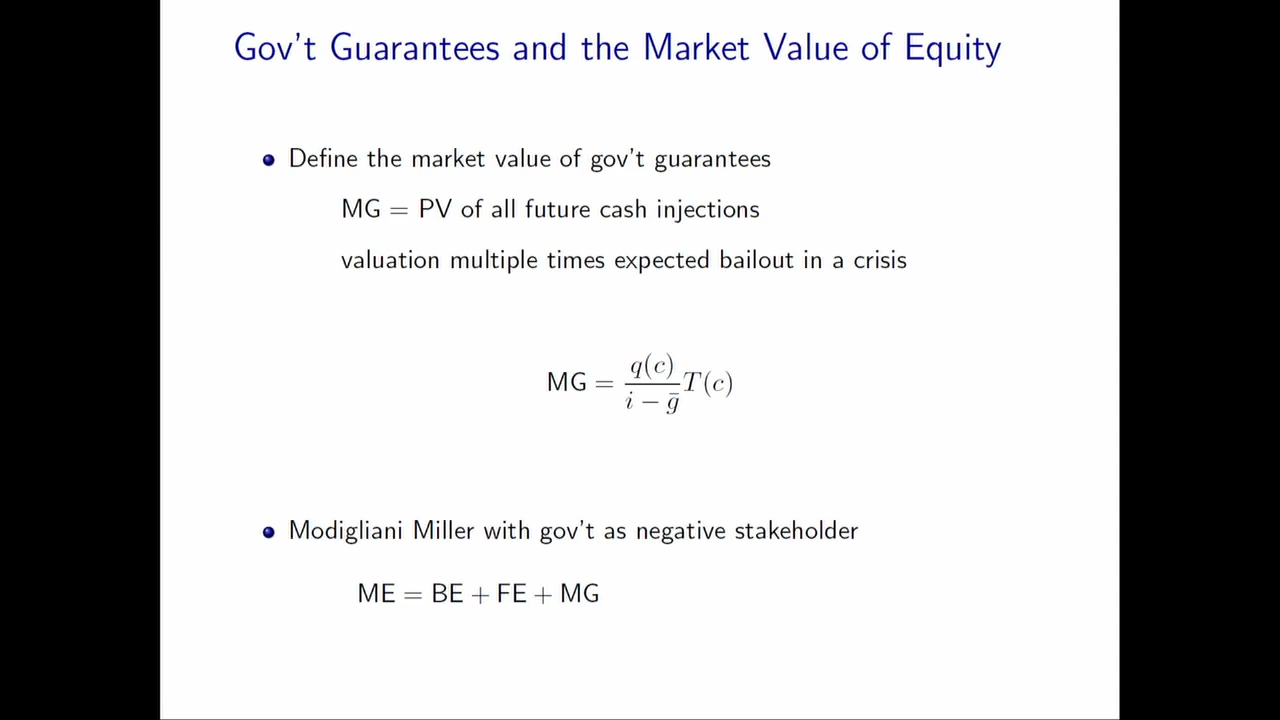 Gov't Guarantees and the Market Value of Equity
Define the market value of gov't guarantees
MG = PV of all future cash injections
valuation multiple times expected bailout in a crisis
MG = \frac{q(c)}{i - \bar{g}} T(c)
Modigliani Miller with gov't as negative stakeholder
ME = BE + FE + MG